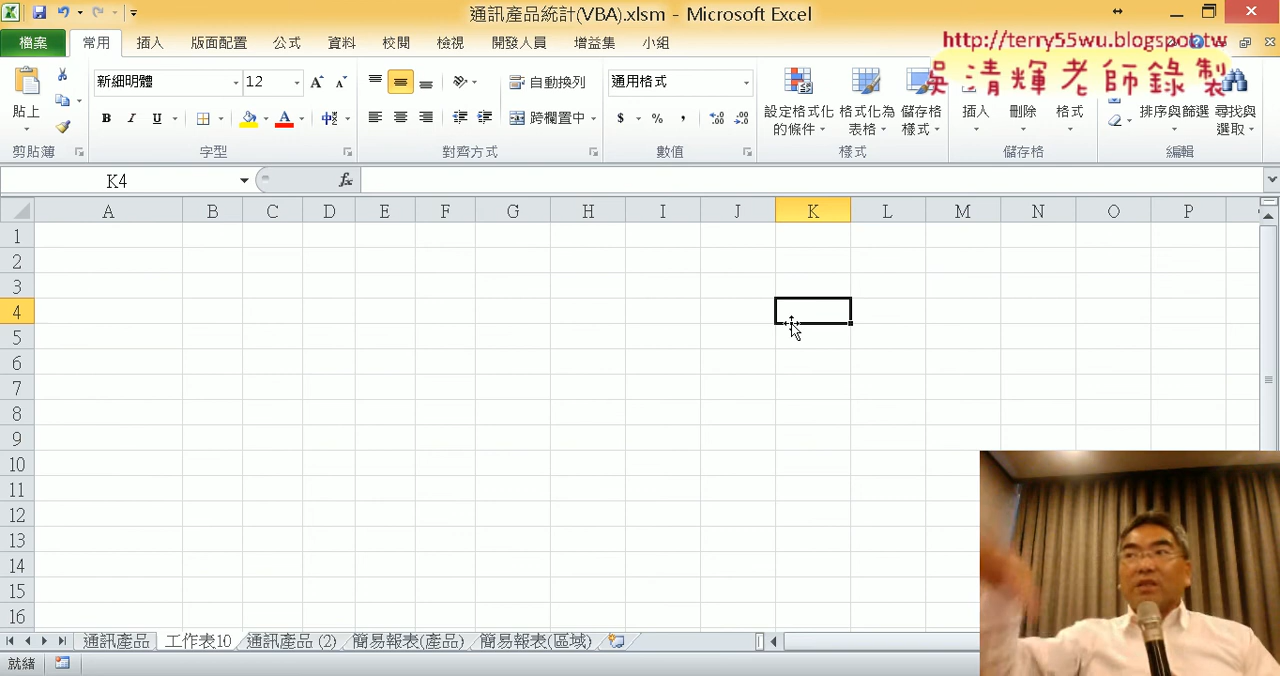 通訊產品統計(VBA).xlsm - Microsoft Excel
檔案 常用 插入 版面配置 公式 資料 校閱 檢視 開發人員 增益集 小組
http://terry55wu.blogspot.tw
吳清輝老師錄製
新細明體 12 自動換列 通用格式
貼上 設定格式化的條件 格式化為表格 儲存格樣式 插入 刪除 格式 排序與篩選 尋找與選取
B I U A 中 跨欄置中 $ % ,
剪貼簿 字型 對齊方式 數值 樣式 儲存格 編輯
K4 fx
A B C D E F G H I J K L M N O P
1
2
3
4
5
6
7
8
9
10
11
12
13
14
15
16
通訊產品 工作表10 通訊產品 (2) 簡易報表(產品) 簡易報表(區域)
就緒